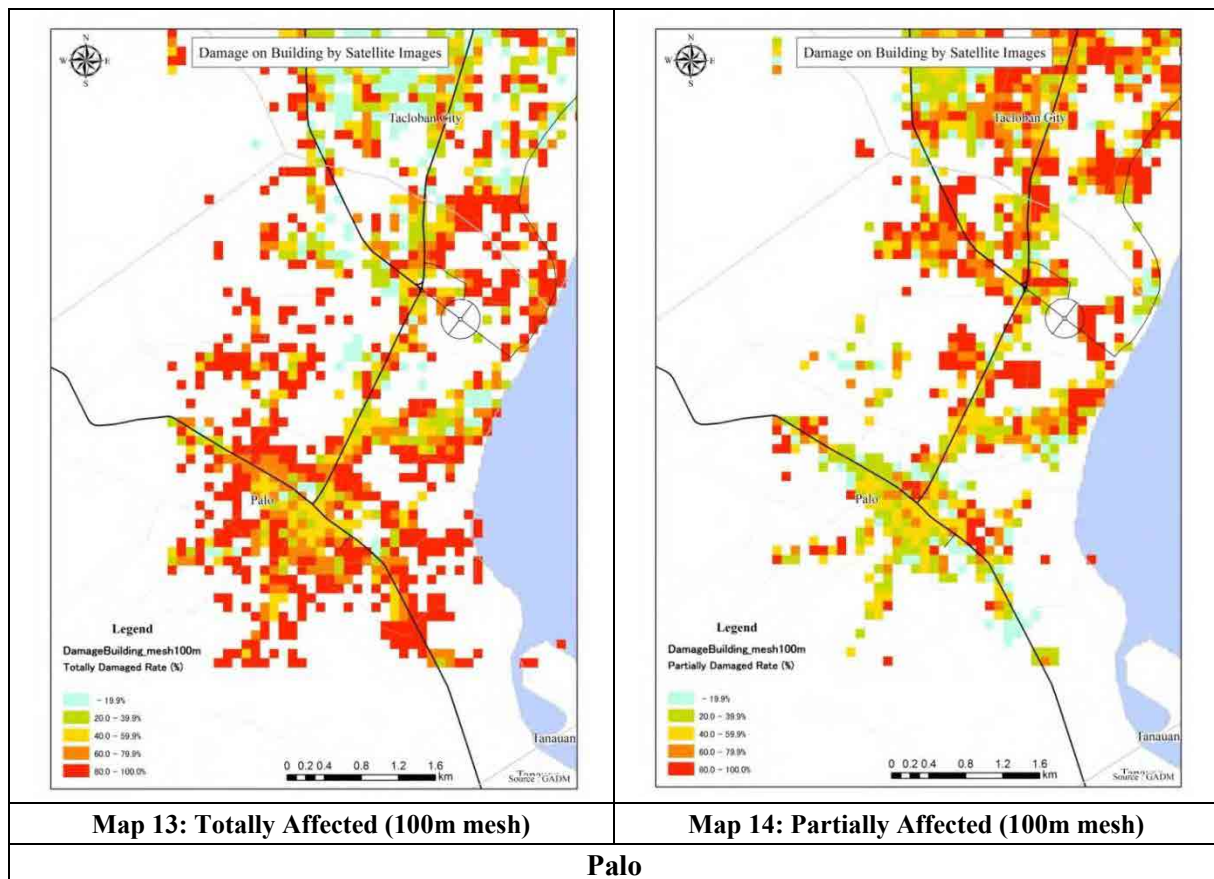 Damage on Building by Satellite Images
N
W E
S
Tacloban City
Palo
Legend
DamageBuilding_mesh100m
Totally Damaged Rate (%)
- 19.9%
20.0 - 39.9%
40.0 - 59.9%
60.0 - 79.9%
80.0 - 100.0%
0 0.2 0.4 0.8 1.2 1.6
km
Tanauan
Source : GADM
Map 13: Totally Affected (100m mesh)
Damage on Building by Satellite Images
N
W E
S
Tacloban City
Palo
Legend
DamageBuilding_mesh100m
Partially Damaged Rate (%)
- 19.9%
20.0 - 39.9%
40.0 - 59.9%
60.0 - 79.9%
80.0 - 100.0%
0 0.2 0.4 0.8 1.2 1.6
km
Tanauan
Source : GADM
Map 14: Partially Affected (100m mesh)
Palo